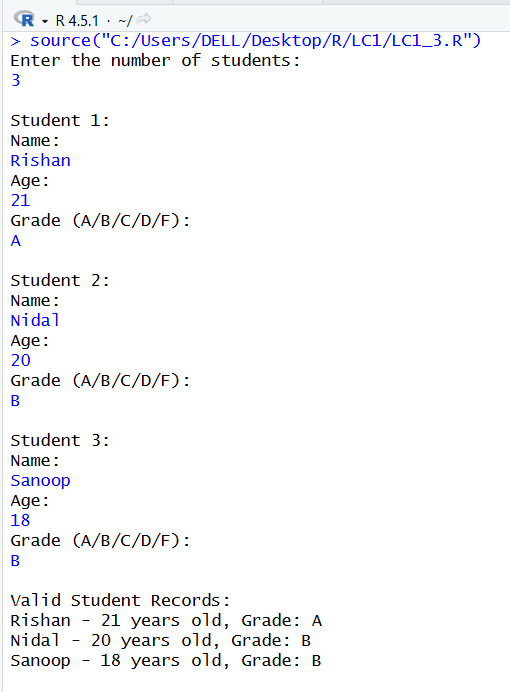 R R 4.5.1 · ~/
> source("C:/Users/DELL/Desktop/R/LC1/LC1_3.R")
Enter the number of students:
3
Student 1:
Name:
Rishan
Age:
21
Grade (A/B/C/D/F):
A
Student 2:
Name:
Nidal
Age:
20
Grade (A/B/C/D/F):
B
Student 3:
Name:
Sanoop
Age:
18
Grade (A/B/C/D/F):
B
Valid Student Records:
Rishan - 21 years old, Grade: A
Nidal - 20 years old, Grade: B
Sanoop - 18 years old, Grade: B